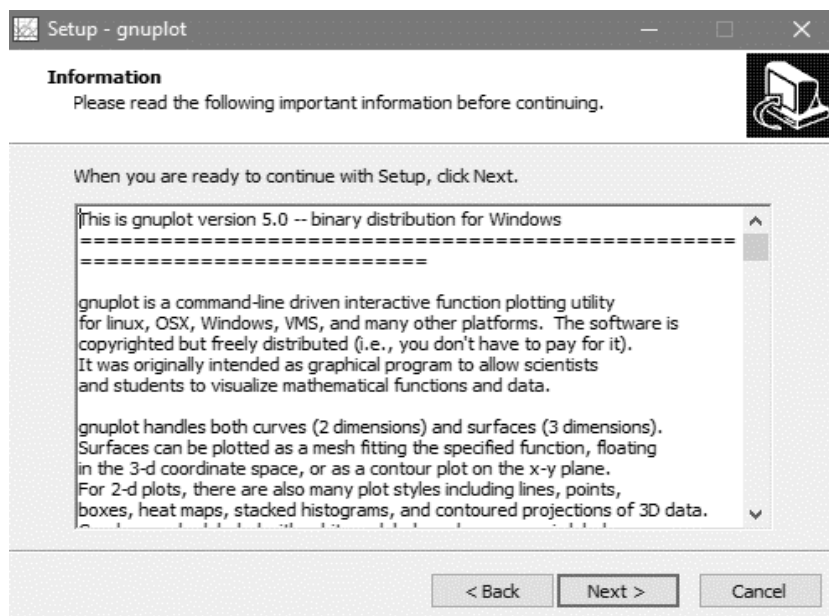 Setup - gnuplot
Information
Please read the following important information before continuing.
When you are ready to continue with Setup, click Next.
This is gnuplot version 5.0 -- binary distribution for Windows
=================================================
==========================
gnuplot is a command-line driven interactive function plotting utility
for linux, OSX, Windows, VMS, and many other platforms.  The software is
copyrighted but freely distributed (i.e., you don't have to pay for it).
It was originally intended as graphical program to allow scientists
and students to visualize mathematical functions and data.
gnuplot handles both curves (2 dimensions) and surfaces (3 dimensions).
Surfaces can be plotted as a mesh fitting the specified function, floating
in the 3-d coordinate space, or as a contour plot on the x-y plane.
For 2-d plots, there are also many plot styles including lines, points,
boxes, heat maps, stacked histograms, and contoured projections of 3D data.
< Back
Next >
Cancel